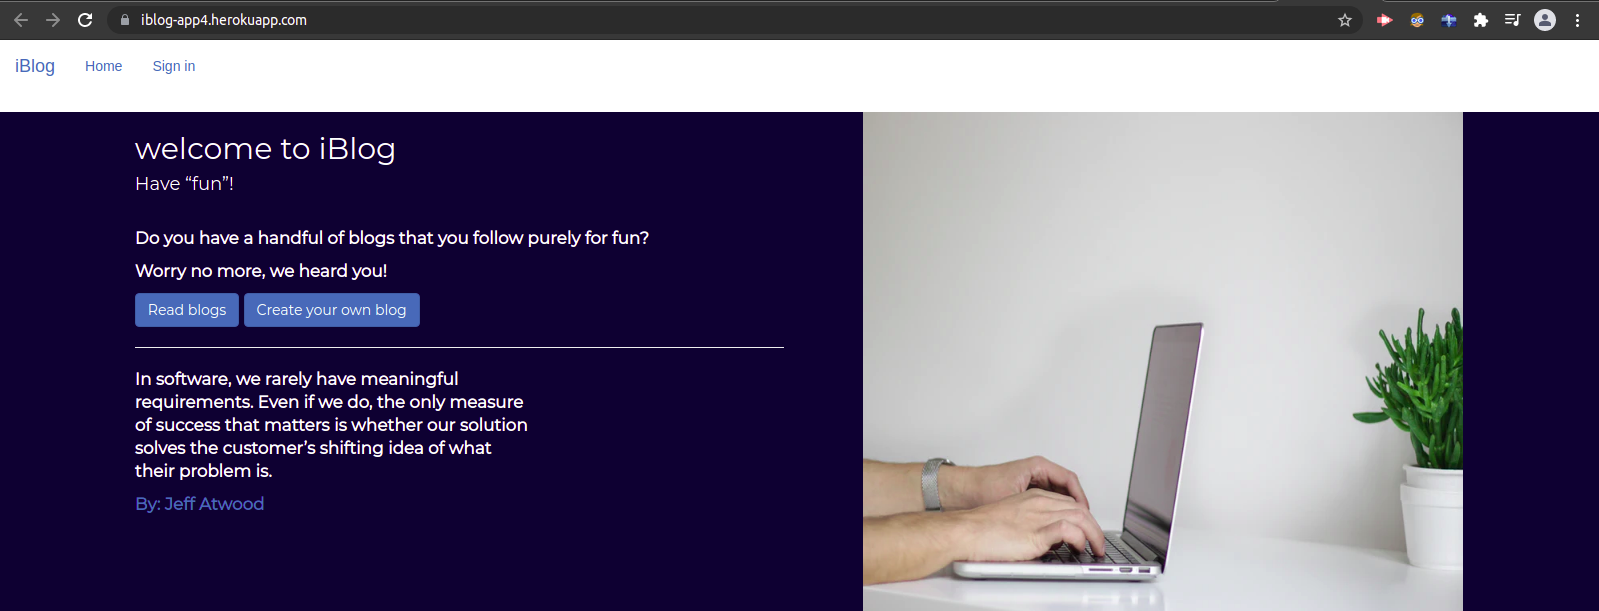 iblog-app4.herokuapp.com
iBlog Home Sign in
welcome to iBlog
Have “fun”!
Do you have a handful of blogs that you follow purely for fun?
Worry no more, we heard you!
Read blogs Create your own blog
In software, we rarely have meaningful
requirements. Even if we do, the only measure
of success that matters is whether our solution
solves the customer’s shifting idea of what
their problem is.
By: Jeff Atwood